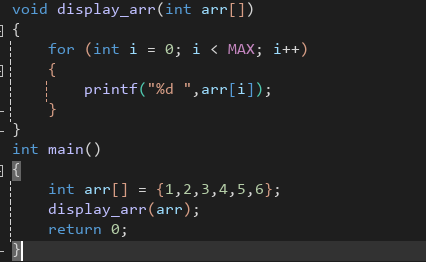 void display_arr(int arr[])
{
for (int i = 0; i < MAX; i++)
{
printf("%d ",arr[i]);
}
}
int main()
{
int arr[] = {1,2,3,4,5,6};
display_arr(arr);
return 0;
}